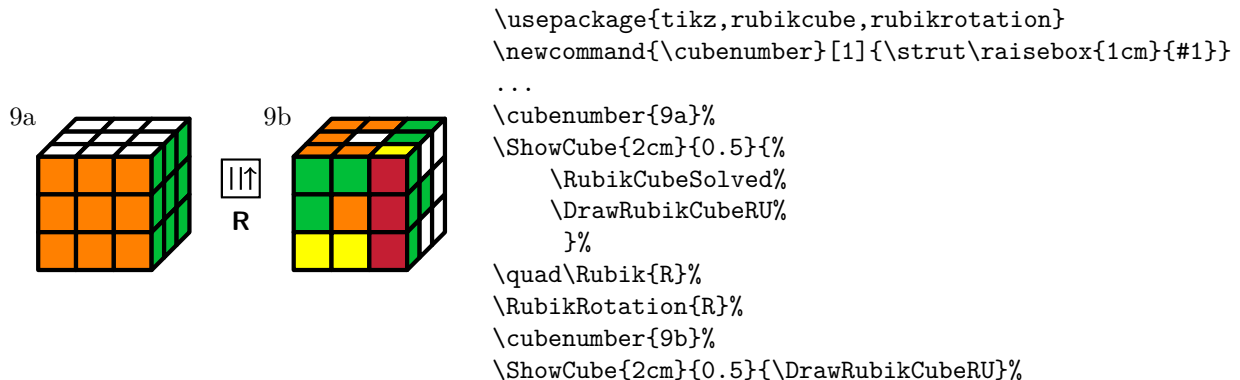 9a
9b
R
\usepackage{tikz,rubikcube,rubikrotation}
\newcommand{\cubenumber}[1]{\strut\raisebox{1cm}{#1}}
...
\cubenumber{9a}%
\ShowCube{2cm}{0.5}{%
     \RubikCubeSolved%
     \DrawRubikCubeRU%
      }%
\quad\Rubik{R}%
\RubikRotation{R}%
\cubenumber{9b}%
\ShowCube{2cm}{0.5}{\DrawRubikCubeRU}%